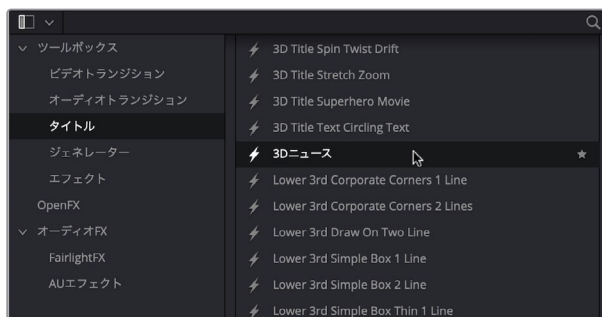 ツールボックス
ビデオトランジション
オーディオトランジション
タイトル
ジェネレーター
エフェクト
OpenFX
オーディオFX
FairlightFX
AUエフェクト
3D Title Spin Twist Drift
3D Title Stretch Zoom
3D Title Superhero Movie
3D Title Text Circling Text
3Dニュース
Lower 3rd Corporate Corners 1 Line
Lower 3rd Corporate Corners 2 Lines
Lower 3rd Draw On Two Line
Lower 3rd Simple Box 1 Line
Lower 3rd Simple Box 2 Line
Lower 3rd Simple Box Thin 1 Line